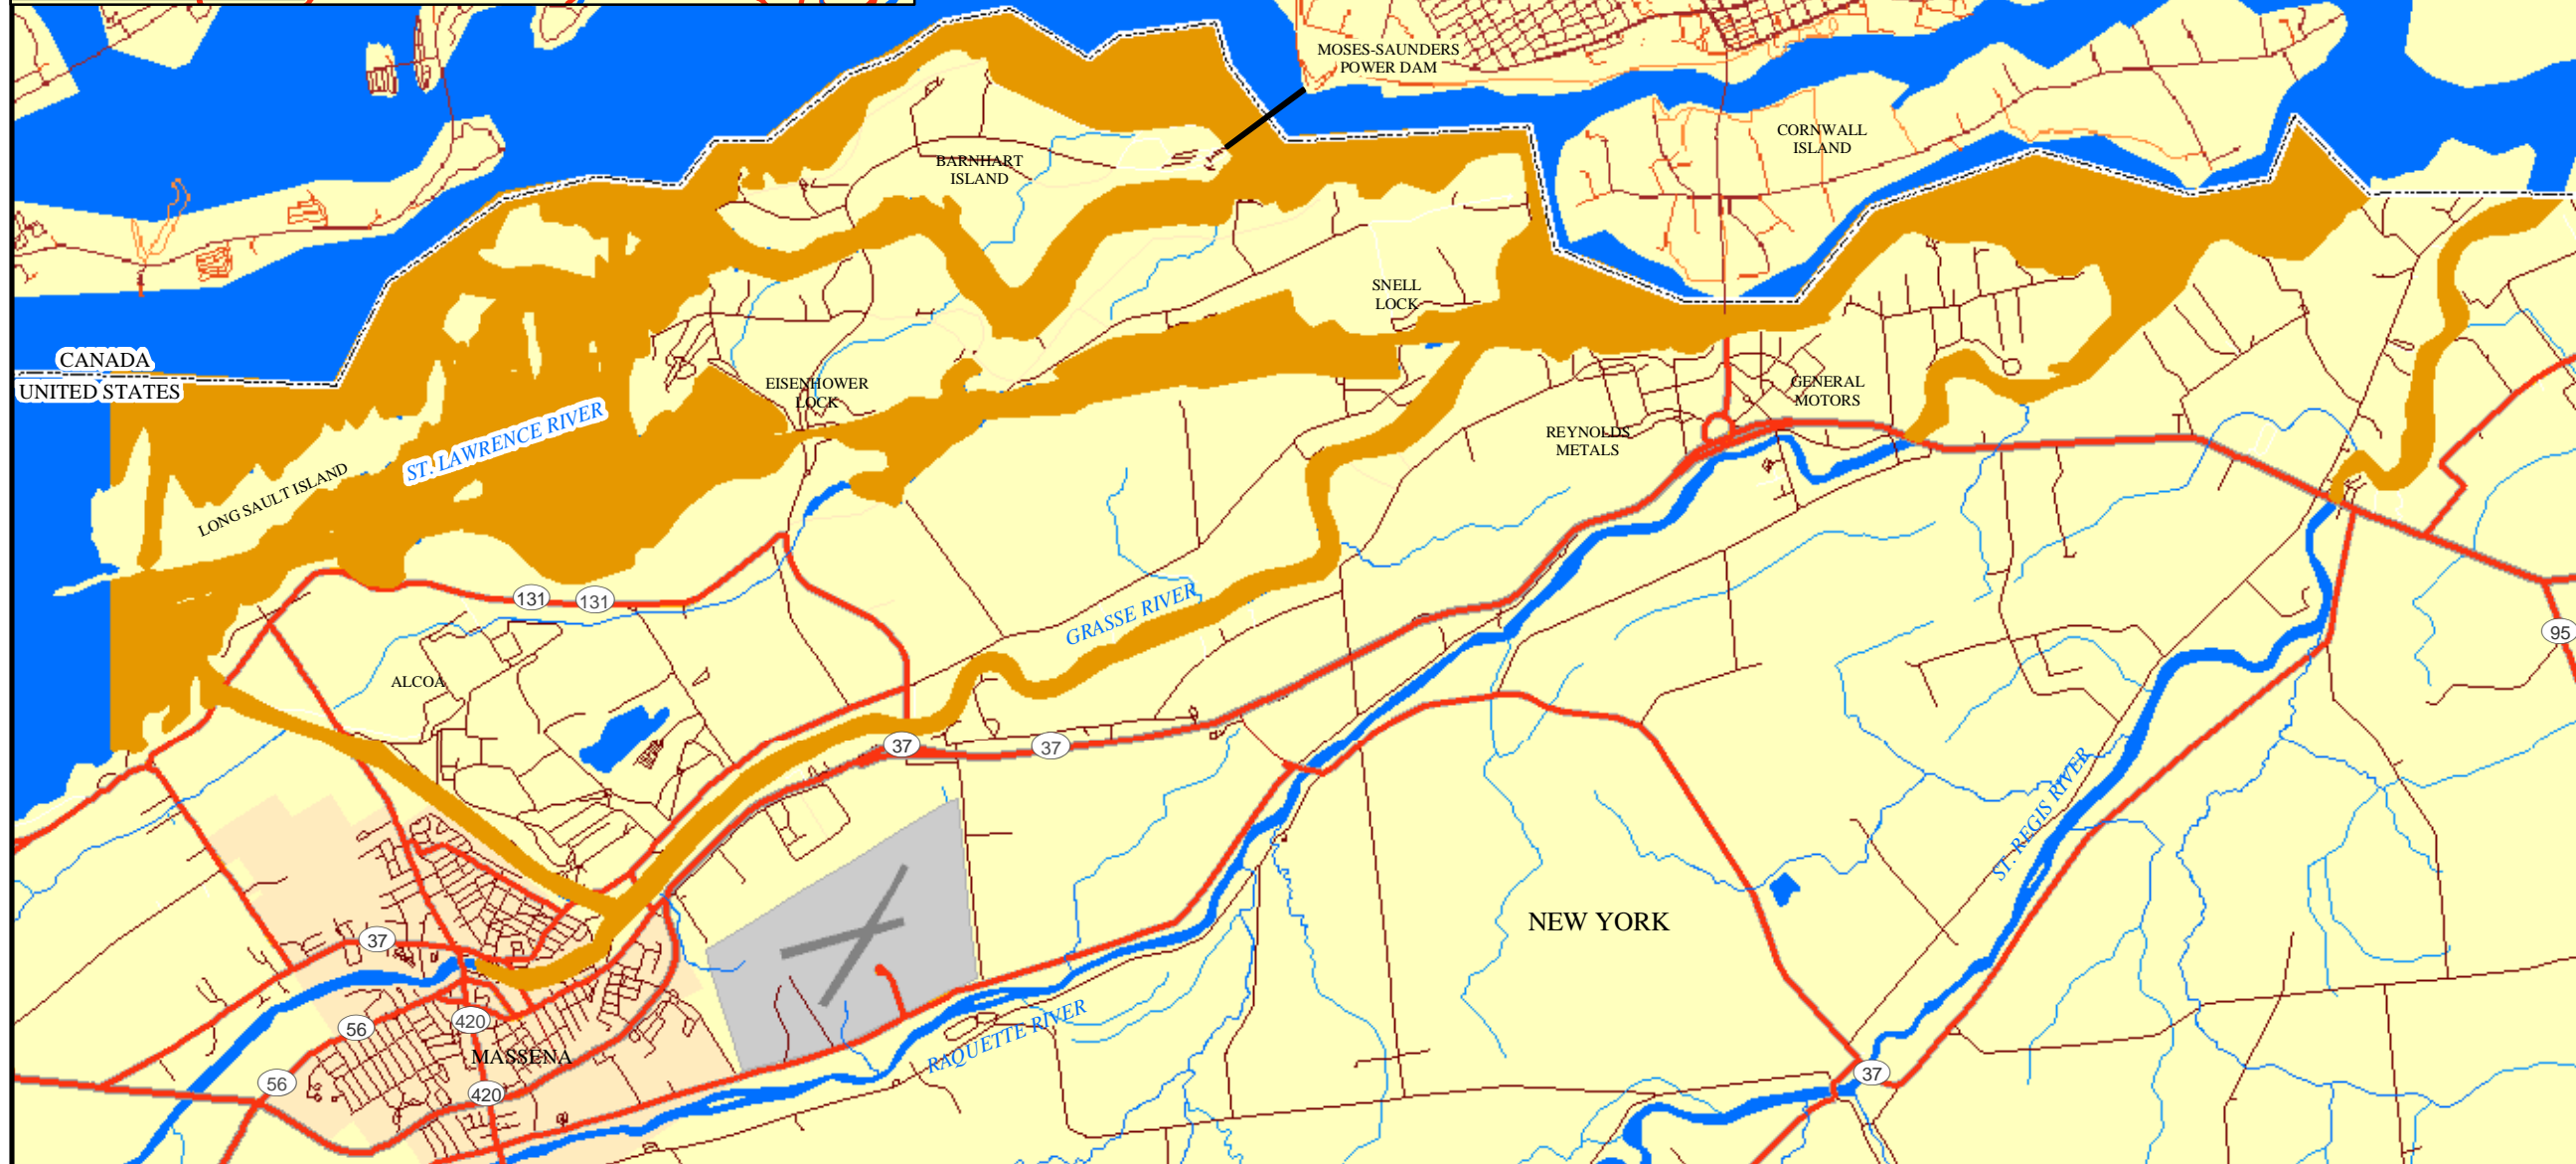 MOSES-SAUNDERS
POWER DAM
CORNWALL
ISLAND
BARNHART
ISLAND
SNELL
LOCK
CANADA
UNITED STATES
EISENHOWER
LOCK
GENERAL
MOTORS
ST. LAWRENCE RIVER
REYNOLDS
METALS
LONG SAULT ISLAND
131
131
GRASSE RIVER
95
ALCOA
37
37
ST. REGIS RIVER
NEW YORK
37
56
420
RAQUETTE RIVER
MASSENA
37
56
420